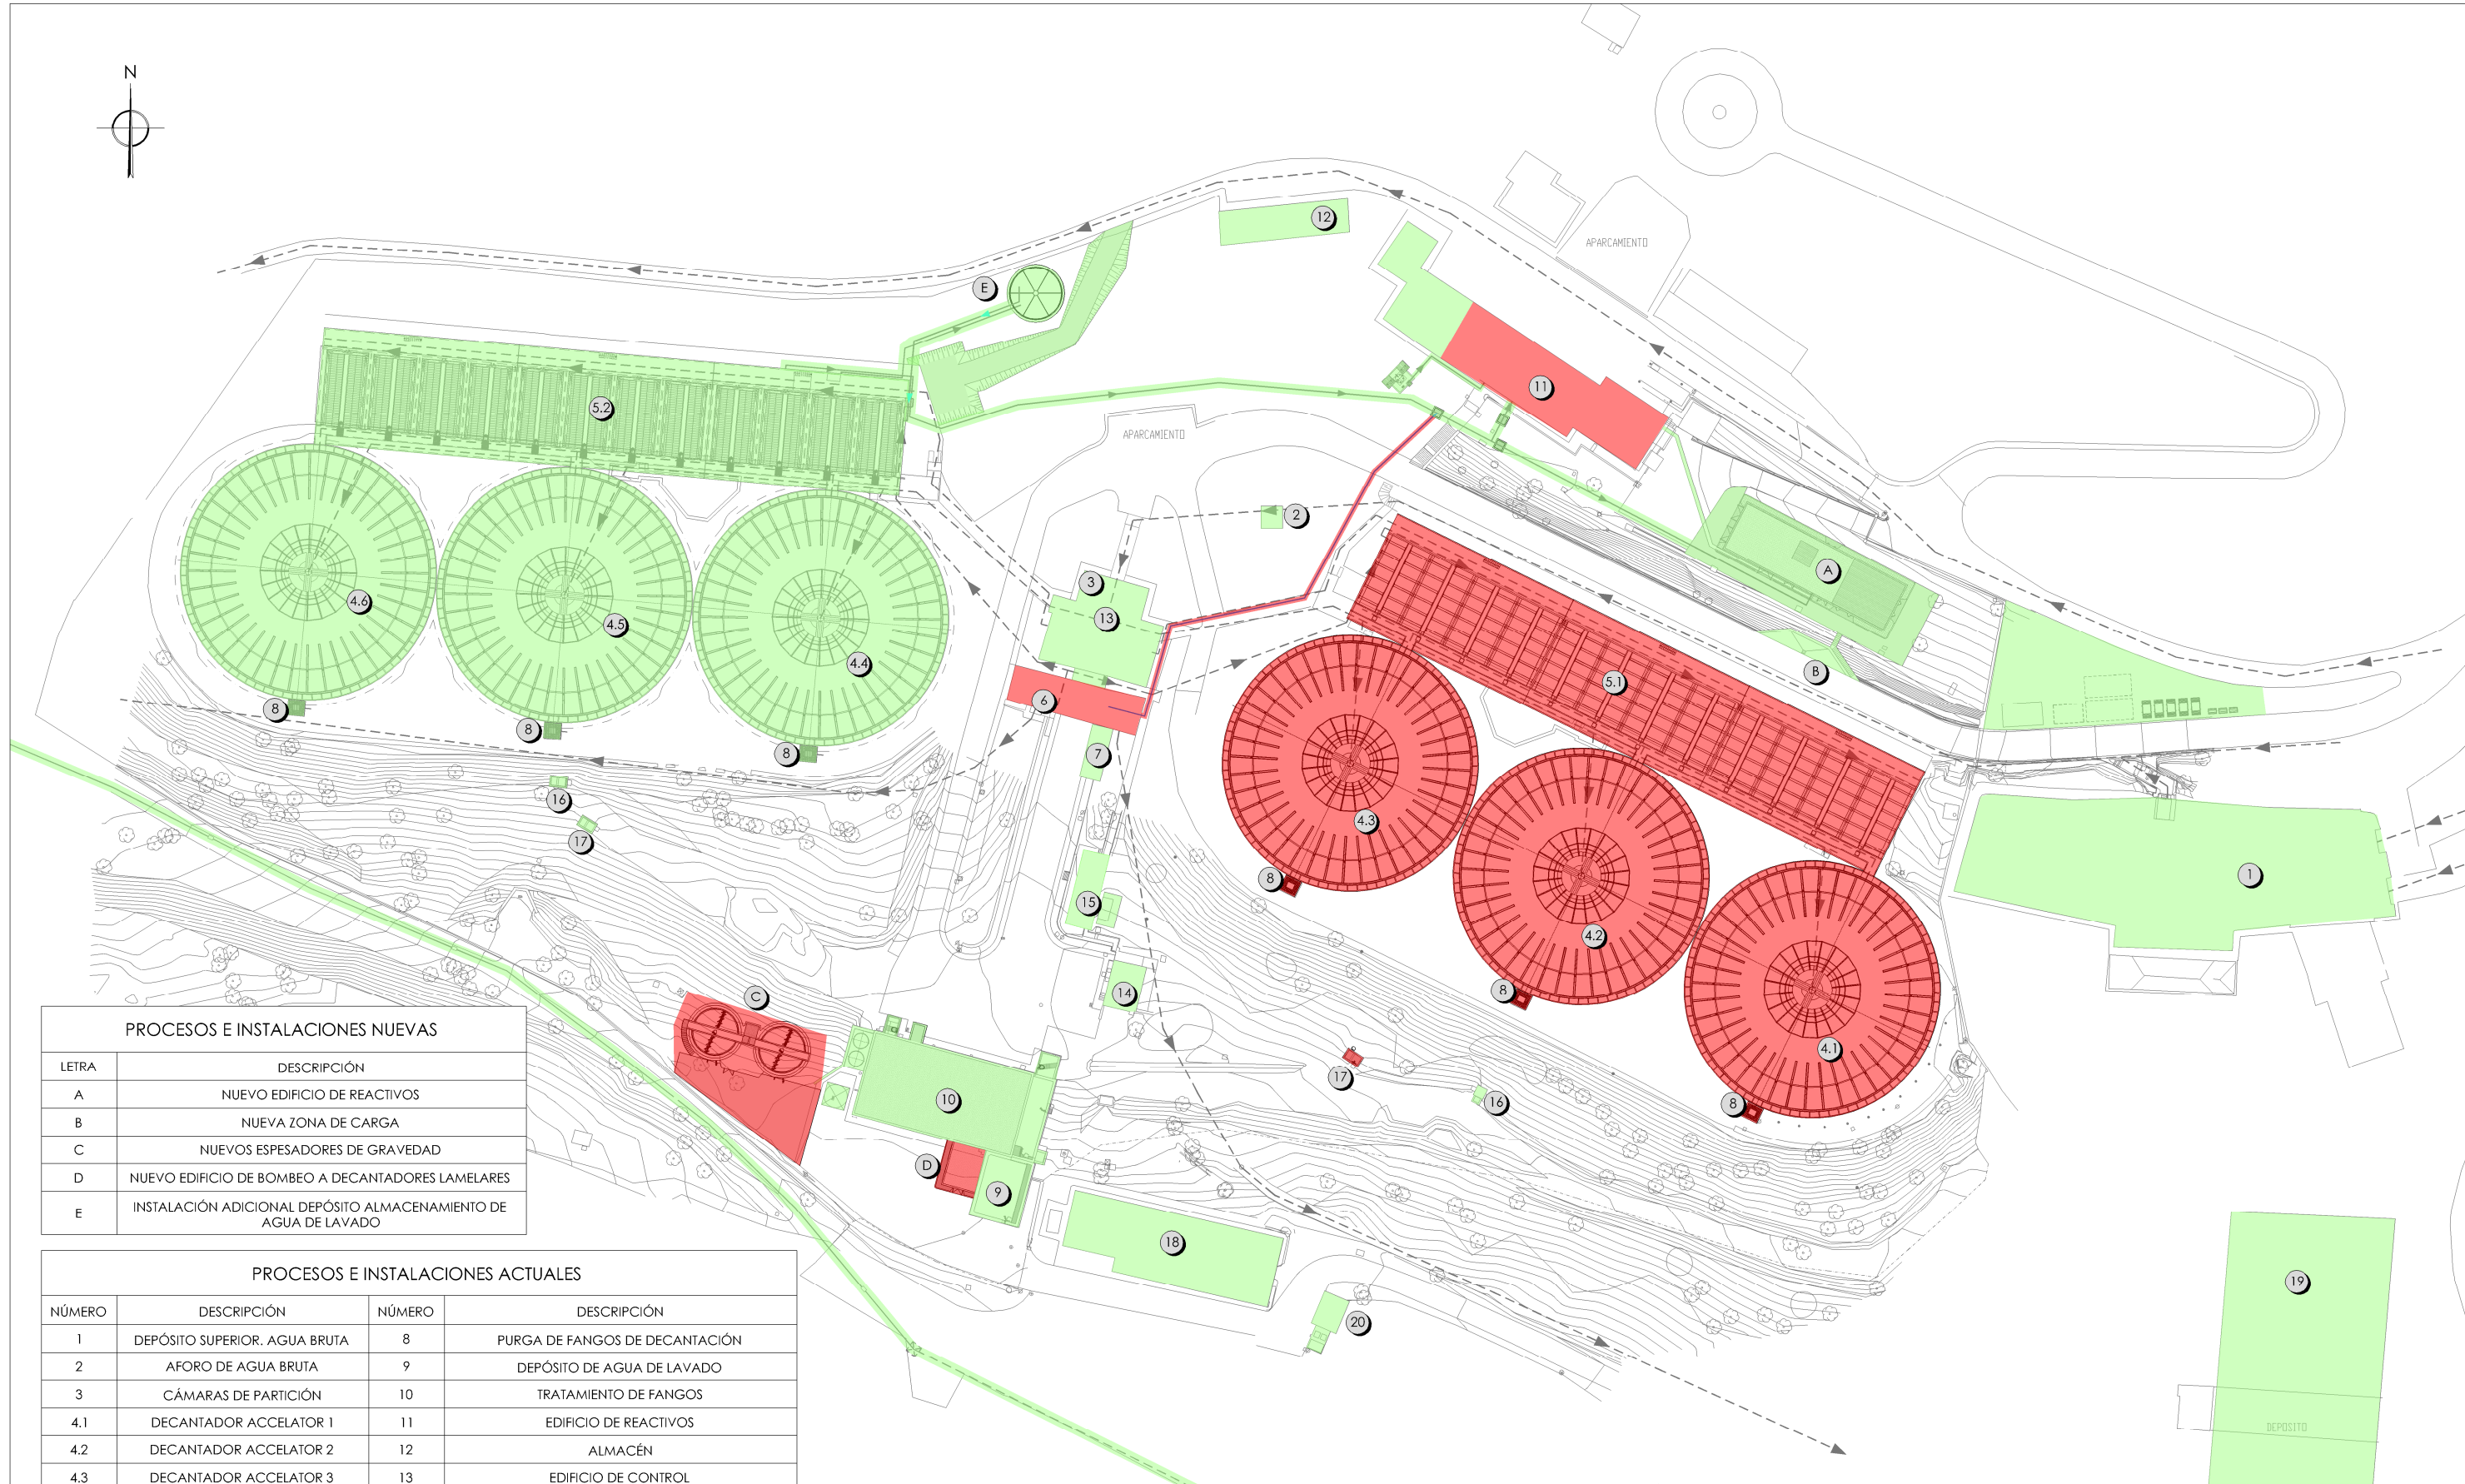 N
12
APARCAMIENTO
E
11
5.2
APARCAMIENTO
2
A
3
13
4.6
4.5
4.4
B
5.1
6
8
8
8
7
16
17
4.3
1
8
15
4.2
C
14
8
4.1
17
16
8
10
D
9
18
19
20
DEPOSITO
PROCESOS E INSTALACIONES NUEVAS
LETRA DESCRIPCIÓN
A NUEVO EDIFICIO DE REACTIVOS
B NUEVA ZONA DE CARGA
C NUEVOS ESPESADORES DE GRAVEDAD
D NUEVO EDIFICIO DE BOMBEO A DECANTADORES LAMELARES
E INSTALACIÓN ADICIONAL DEPÓSITO ALMACENAMIENTO DE
AGUA DE LAVADO
PROCESOS E INSTALACIONES ACTUALES
NÚMERO DESCRIPCIÓN NÚMERO DESCRIPCIÓN
1 DEPÓSITO SUPERIOR. AGUA BRUTA 8 PURGA DE FANGOS DE DECANTACIÓN
2 AFORO DE AGUA BRUTA 9 DEPÓSITO DE AGUA DE LAVADO
3 CÁMARAS DE PARTICIÓN 10 TRATAMIENTO DE FANGOS
4.1 DECANTADOR ACCELATOR 1 11 EDIFICIO DE REACTIVOS
4.2 DECANTADOR ACCELATOR 2 12 ALMACÉN
4.3 DECANTADOR ACCELATOR 3 13 EDIFICIO DE CONTROL